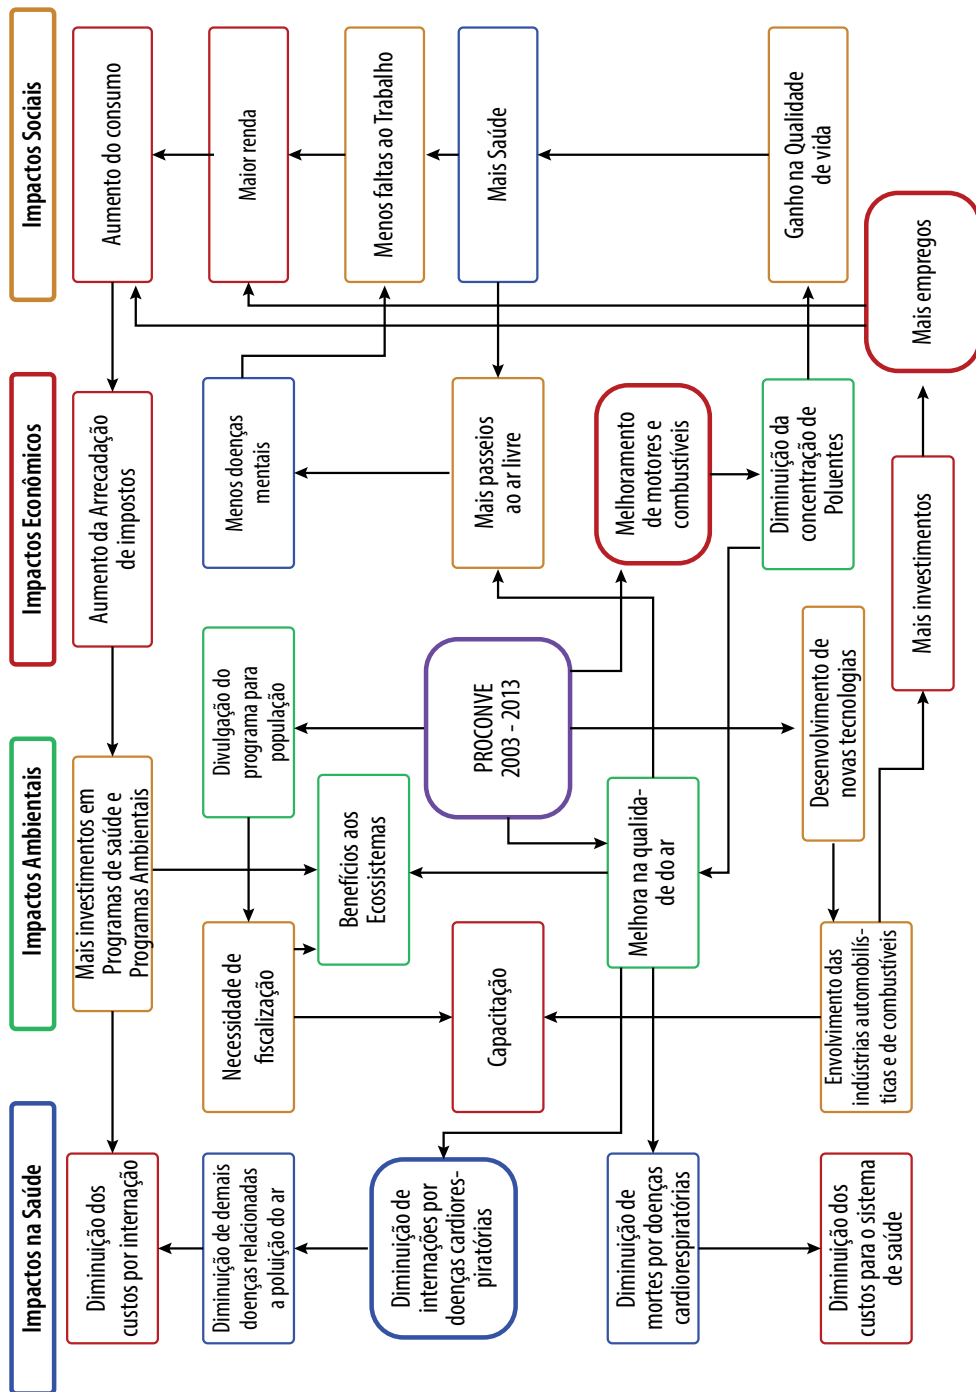 Impactos na Saúde
Impactos Ambientais
Impactos Econômicos
Impactos Sociais
Diminuição dos
custos por internação
Mais investimentos em
Programas de saúde e
Programas Ambientais
Aumento da Arrecadação
de impostos
Aumento do consumo
Diminuição de demais
doenças relacionadas
a poluição do ar
Necessidade de
fiscalização
Divulgação do
programa para
população
Menos doenças
mentais
Maior renda
Benefícios aos
Ecossistemas
Menos faltas ao Trabalho
Diminuição de
internações por
doenças cardiores-
piratórias
Capacitação
PROCONVE
2003 - 2013
Mais passeios
ao ar livre
Mais Saúde
Diminuição de
mortes por doenças
cardiorespiratórias
Melhora na qualida-
de do ar
Melhoramento
de motores e
combustíveis
Diminuição dos
custos para o sistema
de saúde
Envolvimento das
indústrias automobilís-
ticas e de combustíveis
Desenvolvimento de
novas tecnologias
Diminuição da
concentração de
Poluentes
Ganho na Qualidade
de vida
Mais investimentos
Mais empregos